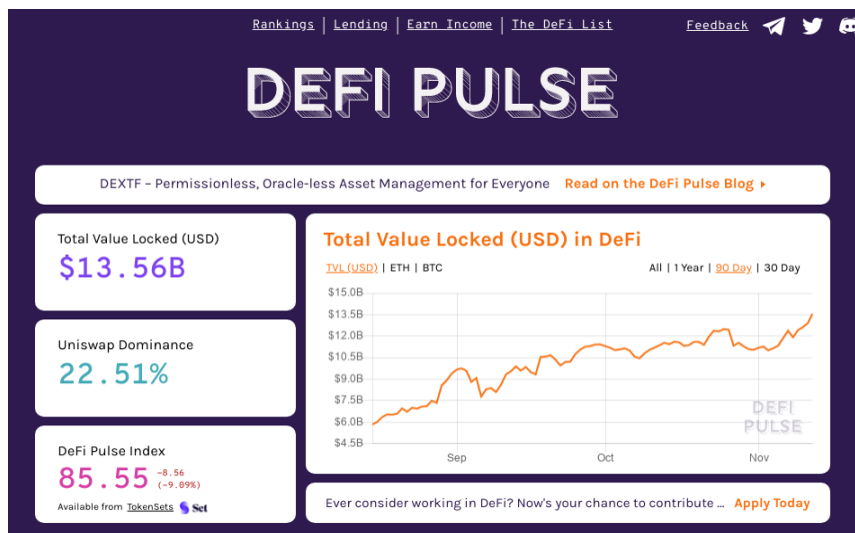 Rankings | Lending | Earn Income | The DeFi List
Feedback
DEFI PULSE
DEXTF – Permissionless, Oracle-less Asset Management for Everyone Read on the DeFi Pulse Blog
Total Value Locked (USD)
$13.56B
Uniswap Dominance
22.51%
DeFi Pulse Index
85.55
-8.56
(-9.09%)
Available from TokenSets Set
Total Value Locked (USD) in DeFi
TVL (USD) | ETH | BTC
All | 1 Year | 90 Day | 30 Day
$15.0B
$13.5B
$12.0B
$10.5B
$9.0B
$7.5B
$6.0B
$4.5B
Sep
Oct
Nov
DEFI
PULSE
Ever consider working in DeFi? Now's your chance to contribute ... Apply Today